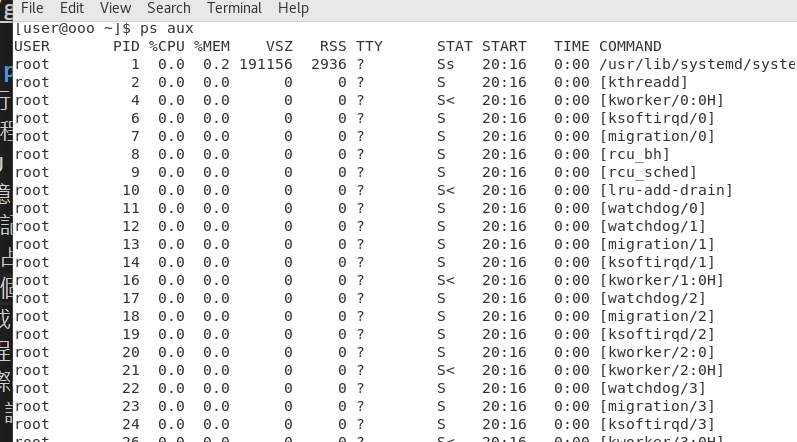 File Edit View Search Terminal Help
[user@ooo ~]$ ps aux
USER PID %CPU %MEM VSZ RSS TTY STAT START TIME COMMAND
root 1 0.0 0.2 191156 2936 ? Ss 20:16 0:00 /usr/lib/systemd/syste
root 2 0.0 0.0 0 0 ? S 20:16 0:00 [kthreadd]
root 4 0.0 0.0 0 0 ? S< 20:16 0:00 [kworker/0:0H]
root 6 0.0 0.0 0 0 ? S 20:16 0:00 [ksoftirqd/0]
root 7 0.0 0.0 0 0 ? S 20:16 0:00 [migration/0]
root 8 0.0 0.0 0 0 ? S 20:16 0:00 [rcu_bh]
root 9 0.0 0.0 0 0 ? S 20:16 0:00 [rcu_sched]
root 10 0.0 0.0 0 0 ? S< 20:16 0:00 [lru-add-drain]
root 11 0.0 0.0 0 0 ? S 20:16 0:00 [watchdog/0]
root 12 0.0 0.0 0 0 ? S 20:16 0:00 [watchdog/1]
root 13 0.0 0.0 0 0 ? S 20:16 0:00 [migration/1]
root 14 0.0 0.0 0 0 ? S 20:16 0:00 [ksoftirqd/1]
root 16 0.0 0.0 0 0 ? S< 20:16 0:00 [kworker/1:0H]
root 17 0.0 0.0 0 0 ? S 20:16 0:00 [watchdog/2]
root 18 0.0 0.0 0 0 ? S 20:16 0:00 [migration/2]
root 19 0.0 0.0 0 0 ? S 20:16 0:00 [ksoftirqd/2]
root 20 0.0 0.0 0 0 ? S 20:16 0:00 [kworker/2:0]
root 21 0.0 0.0 0 0 ? S< 20:16 0:00 [kworker/2:0H]
root 22 0.0 0.0 0 0 ? S 20:16 0:00 [watchdog/3]
root 23 0.0 0.0 0 0 ? S 20:16 0:00 [migration/3]
root 24 0.0 0.0 0 0 ? S 20:16 0:00 [ksoftirqd/3]
root 26 0.0 0.0 0 0 ? S< 20:16 0:00 [kworker/3:0H]